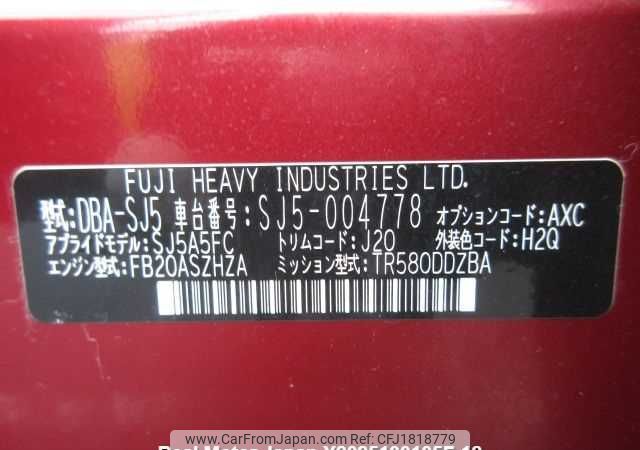 FUJI HEAVY INDUSTRIES LTD.
型式:DBA-SJ5 車台番号:SJ5-004778 オプションコード:AXC
アプライドモデル:SJ5A5FC トリムコード:J20 外装色コード:H2Q
エンジン型式:FB20ASZHZA ミッション型式:TR580DDZBA
www.CarFromJapan.com | ID: CFJ1818779